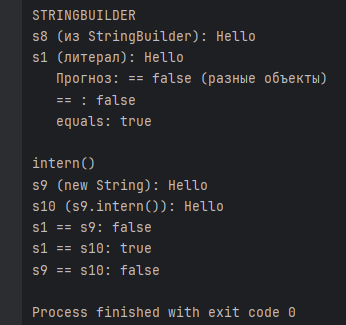 STRINGBUILDER
s8 (из StringBuilder): Hello
s1 (литерал): Hello
Прогноз: == false (разные объекты)
== : false
equals: true
intern()
s9 (new String): Hello
s10 (s9.intern()): Hello
s1 == s9: false
s1 == s10: true
s9 == s10: false
Process finished with exit code 0